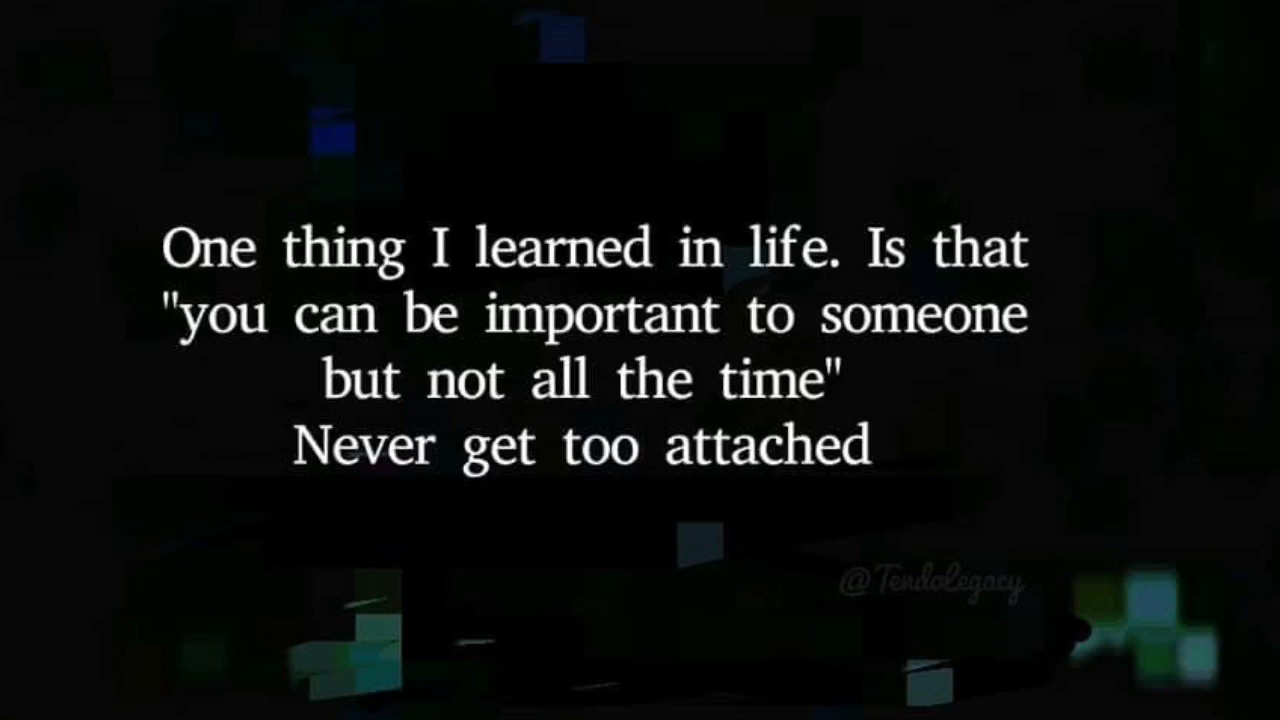 One thing I learned in life. Is that
"you can be important to someone
but not all the time"
Never get too attached
@TendoLegacy